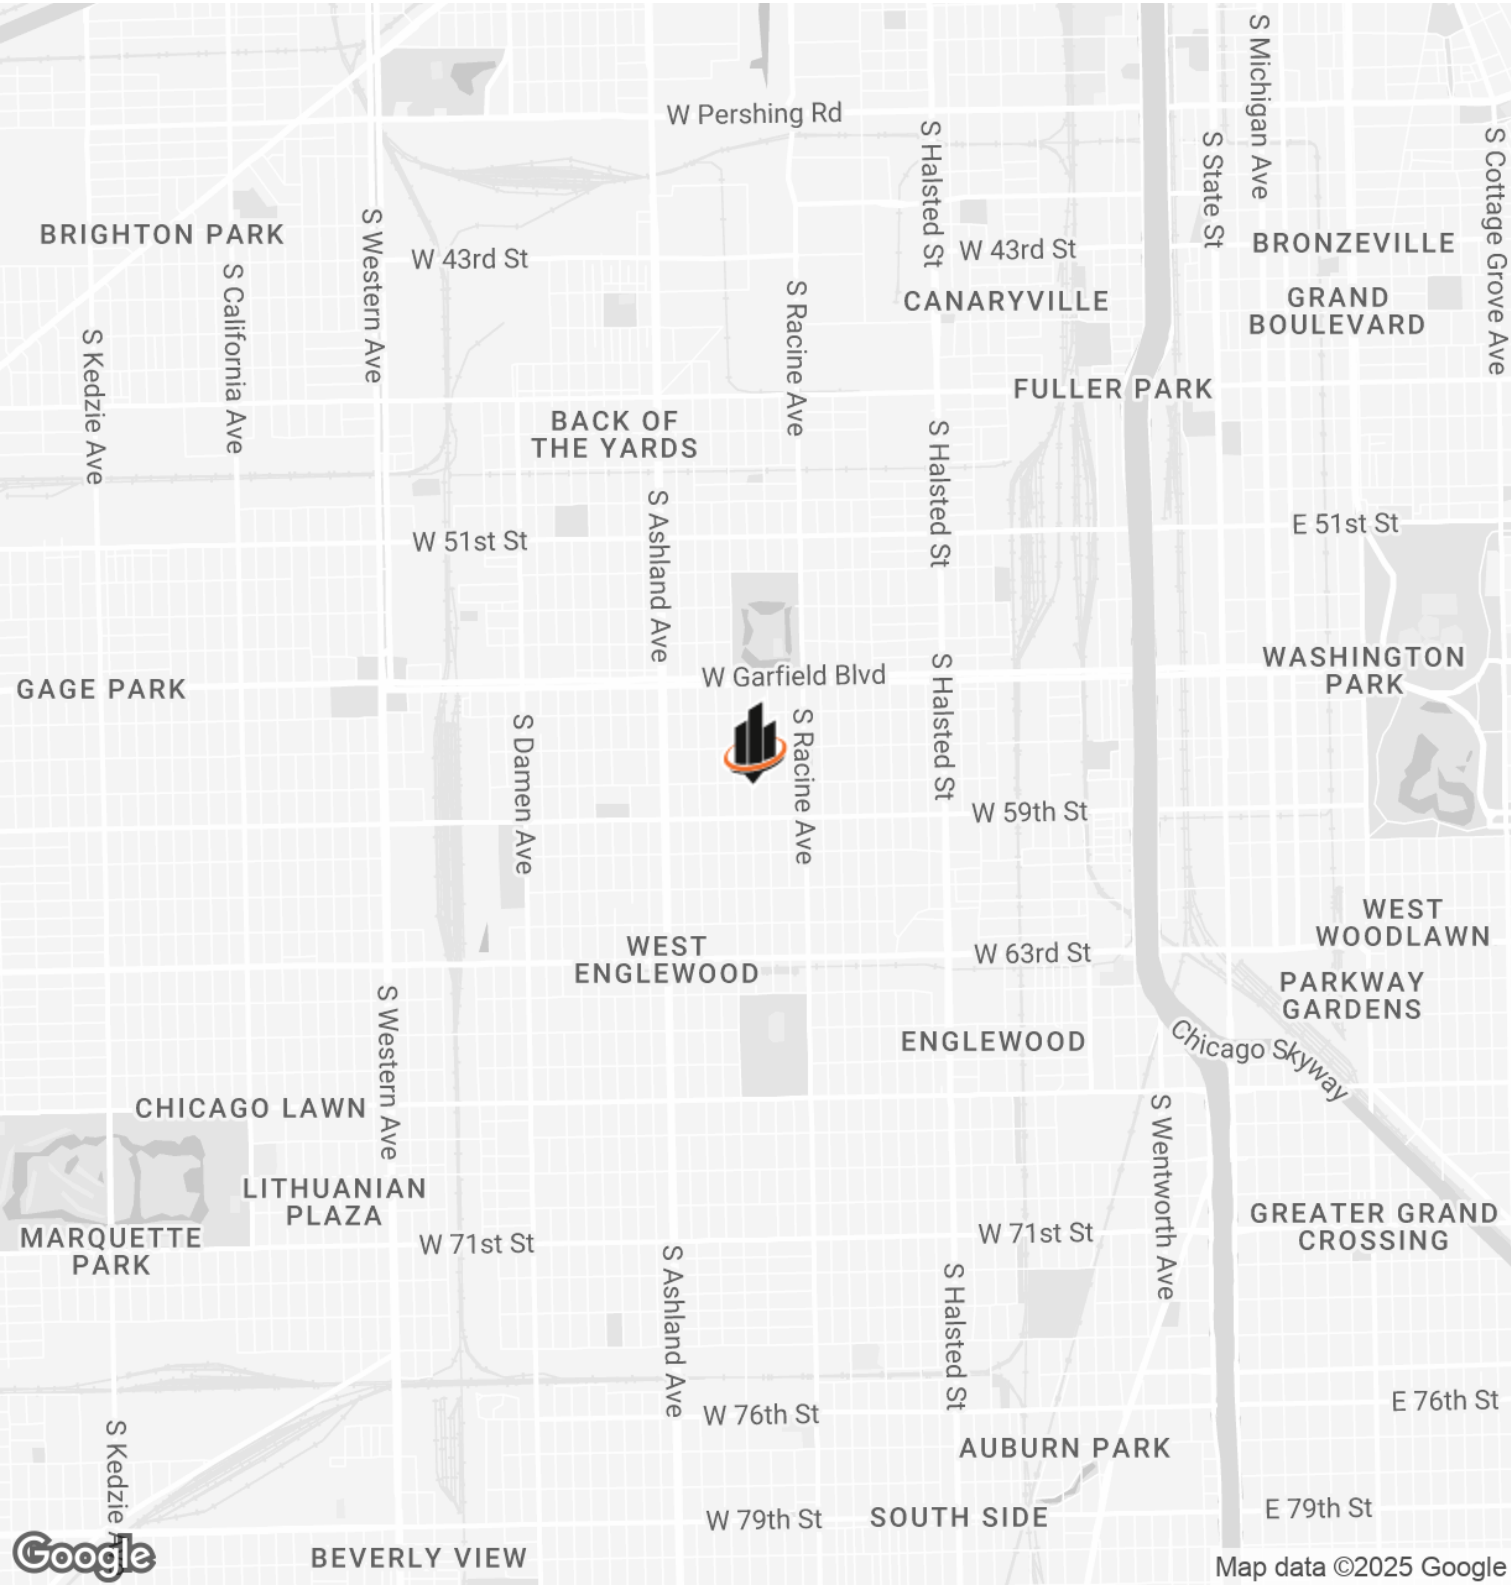 S Michigan Ave
W Pershing Rd
S Halsted St
S State St
S Cottage Grove Ave
BRIGHTON PARK
S Western Ave
W 43rd St
W 43rd St
BRONZEVILLE
S California Ave
S Racine Ave
CANARYVILLE
GRAND
BOULEVARD
S Kedzie Ave
FULLER PARK
BACK OF
THE YARDS
S Halsted St
S Ashland Ave
W 51st St
E 51st St
GAGE PARK
W Garfield Blvd
S Halsted St
WASHINGTON
PARK
S Damen Ave
S Racine Ave
W 59th St
WEST
WOODLAWN
WEST
ENGLEWOOD
W 63rd St
PARKWAY
GARDENS
S Western Ave
ENGLEWOOD
Chicago Skyway
CHICAGO LAWN
S Wentworth Ave
LITHUANIAN
PLAZA
MARQUETTE
PARK
W 71st St
W 71st St
GREATER GRAND
CROSSING
S Ashland Ave
S Halsted St
W 76th St
E 76th St
S Kedzie
AUBURN PARK
W 79th St
SOUTH SIDE
E 79th St
Google
BEVERLY VIEW
Map data ©2025 Google